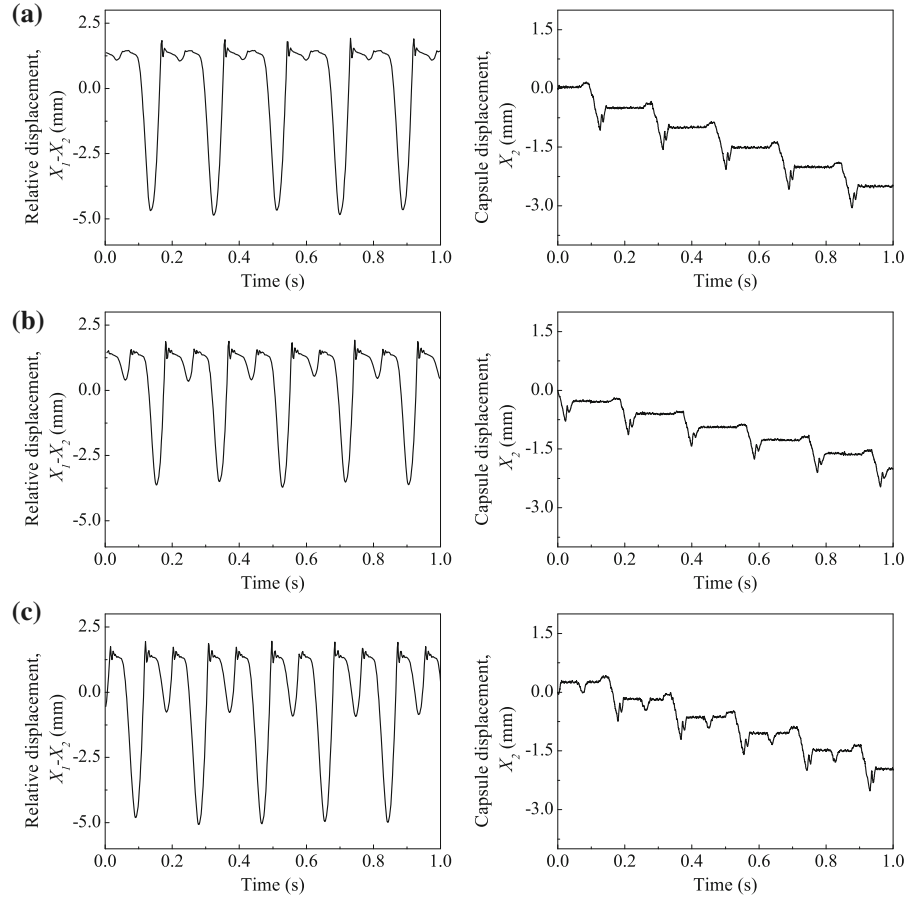 (a)
Relative displacement,
X1-X2 (mm)
2.5
0.0
-2.5
-5.0
0.0 0.2 0.4 0.6 0.8 1.0
Time (s)
Capsule displacement,
X2 (mm)
1.5
0.0
-1.5
-3.0
0.0 0.2 0.4 0.6 0.8 1.0
Time (s)
(b)
Relative displacement,
X1-X2 (mm)
2.5
0.0
-2.5
-5.0
0.0 0.2 0.4 0.6 0.8 1.0
Time (s)
Capsule displacement,
X2 (mm)
1.5
0.0
-1.5
-3.0
0.0 0.2 0.4 0.6 0.8 1.0
Time (s)
(c)
Relative displacement,
X1-X2 (mm)
2.5
0.0
-2.5
-5.0
0.0 0.2 0.4 0.6 0.8 1.0
Time (s)
Capsule displacement,
X2 (mm)
1.5
0.0
-1.5
-3.0
0.0 0.2 0.4 0.6 0.8 1.0
Time (s)